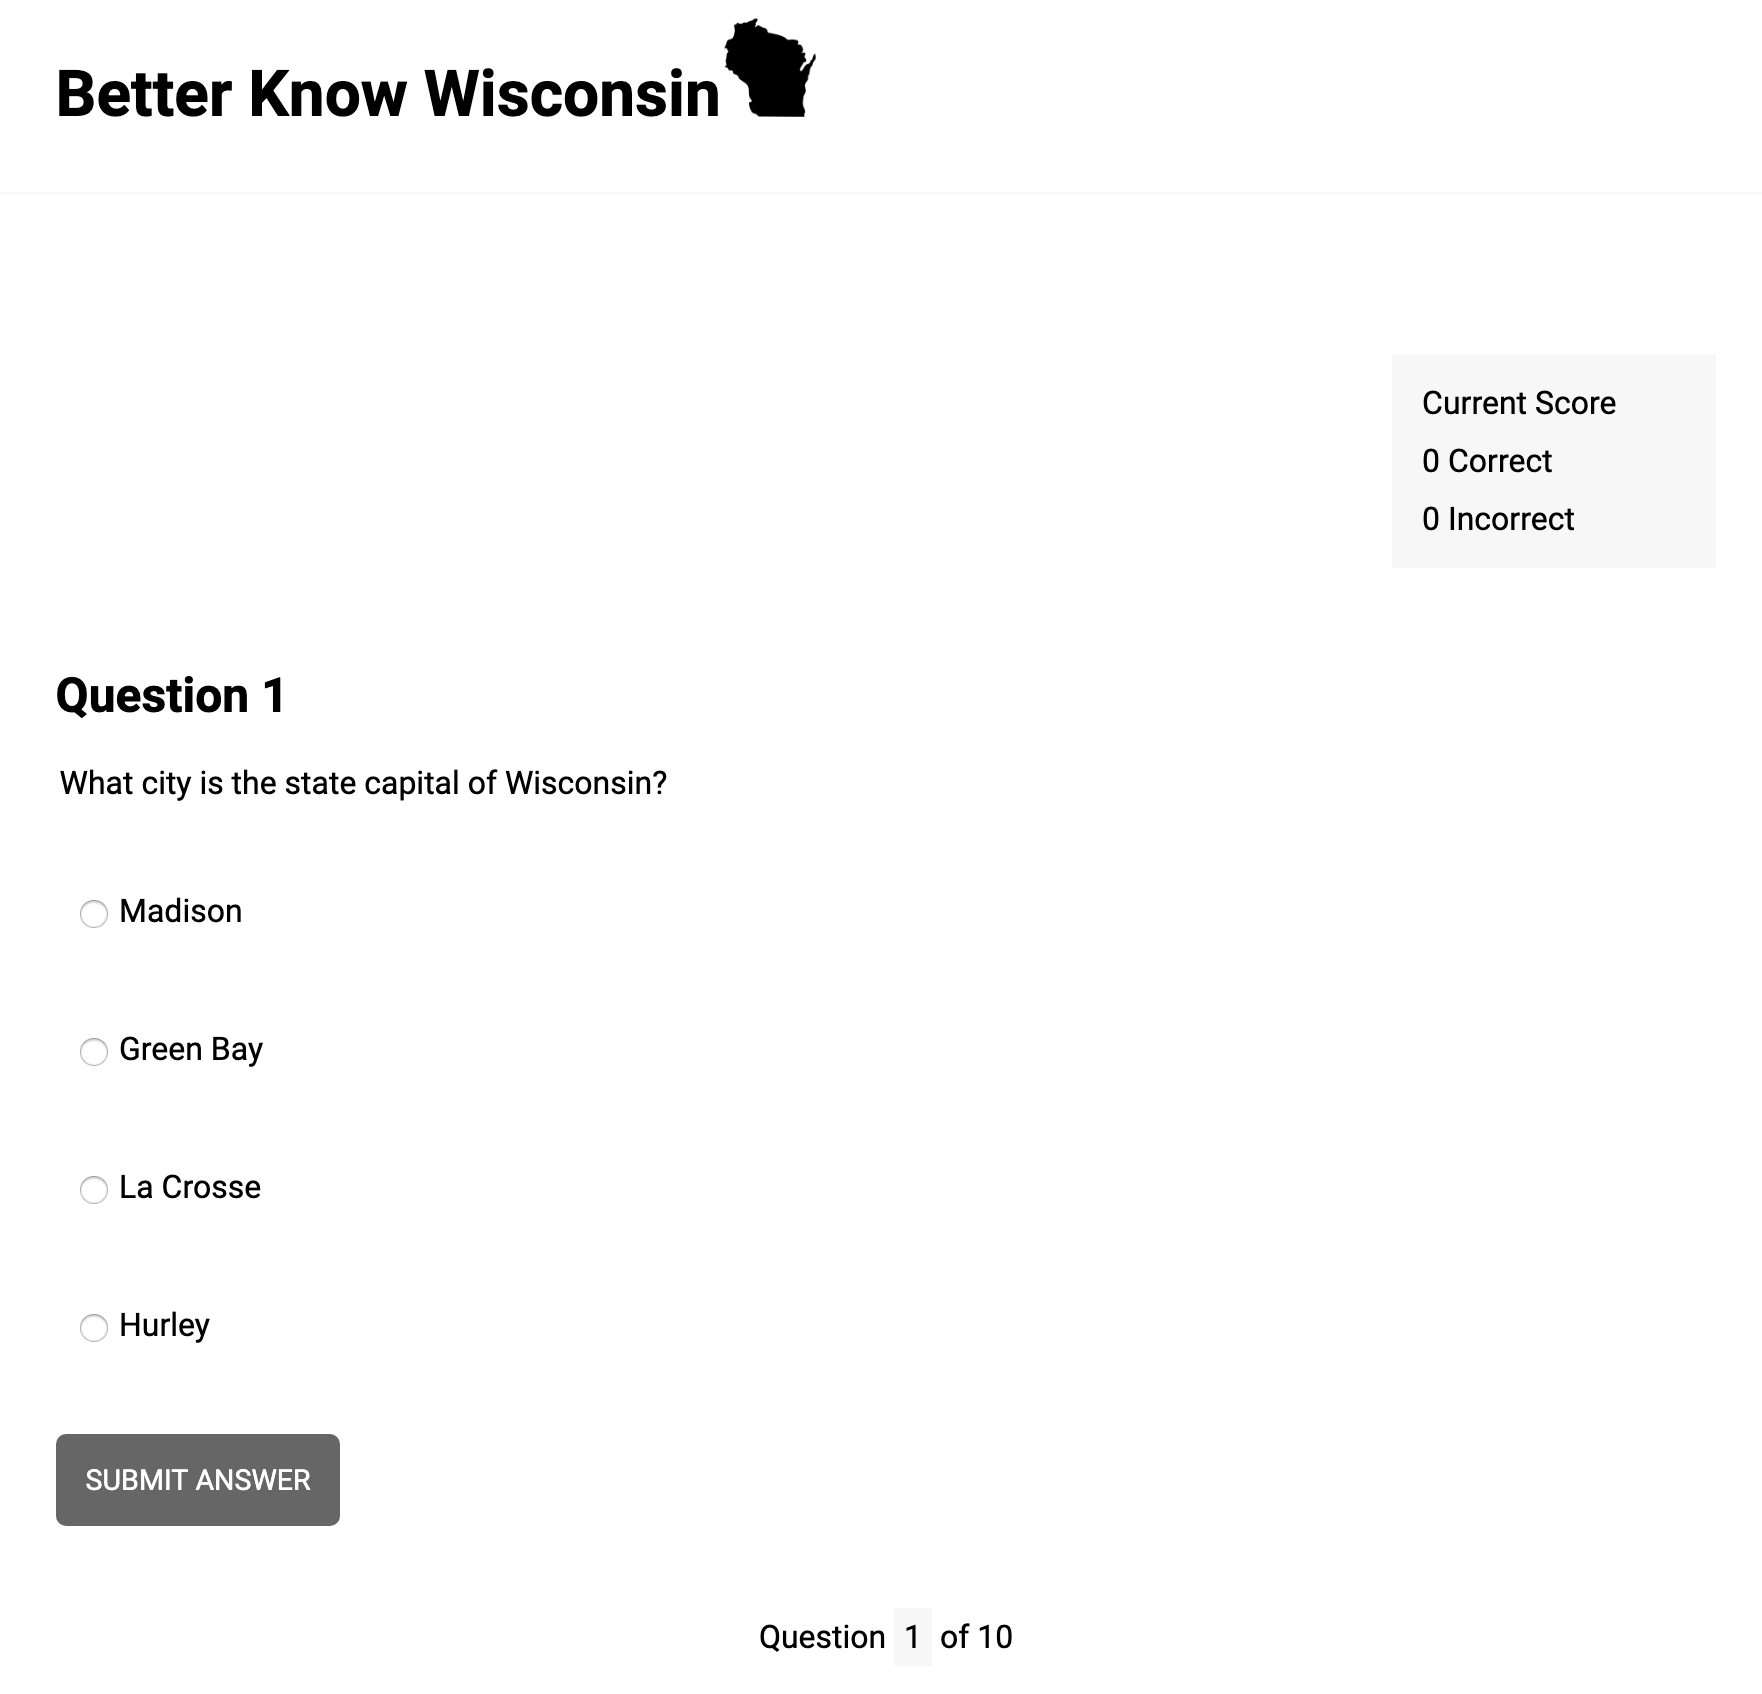 Better Know Wisconsin
Current Score
0 Correct
0 Incorrect
Question 1
What city is the state capital of Wisconsin?
Madison
Green Bay
La Crosse
Hurley
SUBMIT ANSWER
Question 1 of 10